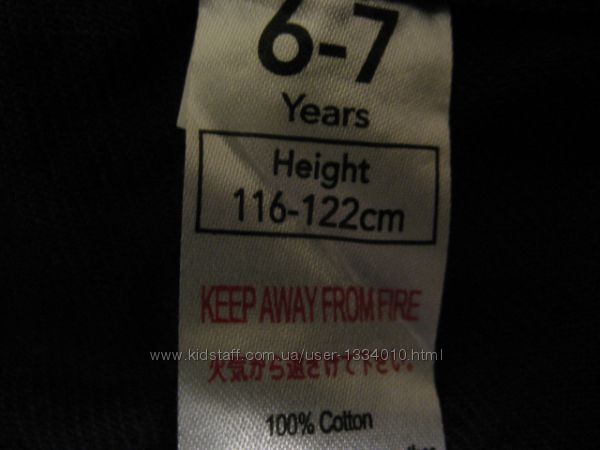 6-7
Years
Height
116-122cm
KEEP AWAY FROM FIRE
www.kidstaff.com.ua/user-1334010.html
火気から遠ざけて下さい。
100% Cotton